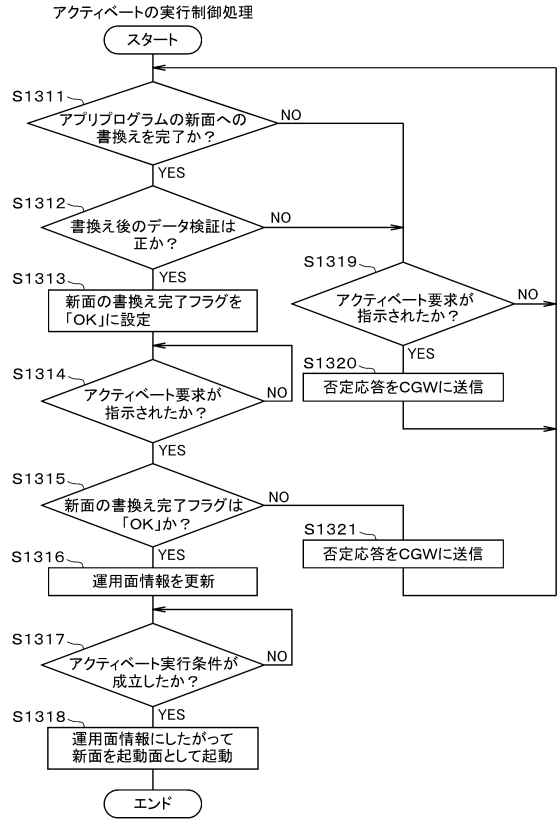 アクティベートの実行制御処理
スタート
S1311
アプリプログラムの新面への
書換えを完了か？
NO
YES
S1312
書換え後のデータ検証は
正か？
NO
YES
S1313
新面の書換え完了フラグを
「OK」に設定
S1319
アクティベート要求が
指示されたか？
NO
YES
S1320
否定応答をCGWに送信
S1314
アクティベート要求が
指示されたか？
NO
YES
S1315
新面の書換え完了フラグは
「OK」か？
NO
YES
S1321
否定応答をCGWに送信
S1316
運用面情報を更新
S1317
アクティベート実行条件が
成立したか？
NO
YES
S1318
運用面情報にしたがって
新面を起動面として起動
エンド